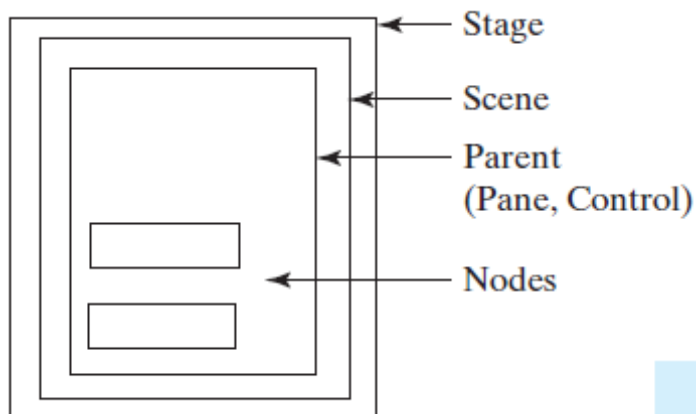 Stage
Scene
Parent
(Pane, Control)
Nodes